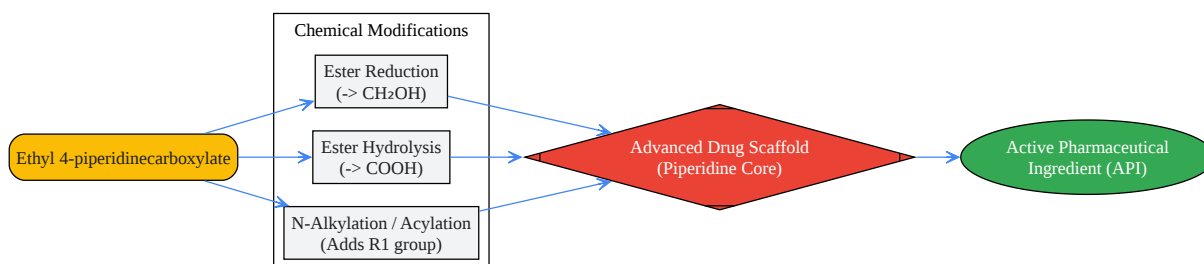 Chemical Modifications
Ethyl 4-piperidinecarboxylate
Ester Reduction
(-> CH₂OH)
Ester Hydrolysis
(-> COOH)
N-Alkylation / Acylation
(Adds R1 group)
Advanced Drug Scaffold
(Piperidine Core)
Active Pharmaceutical
Ingredient (API)